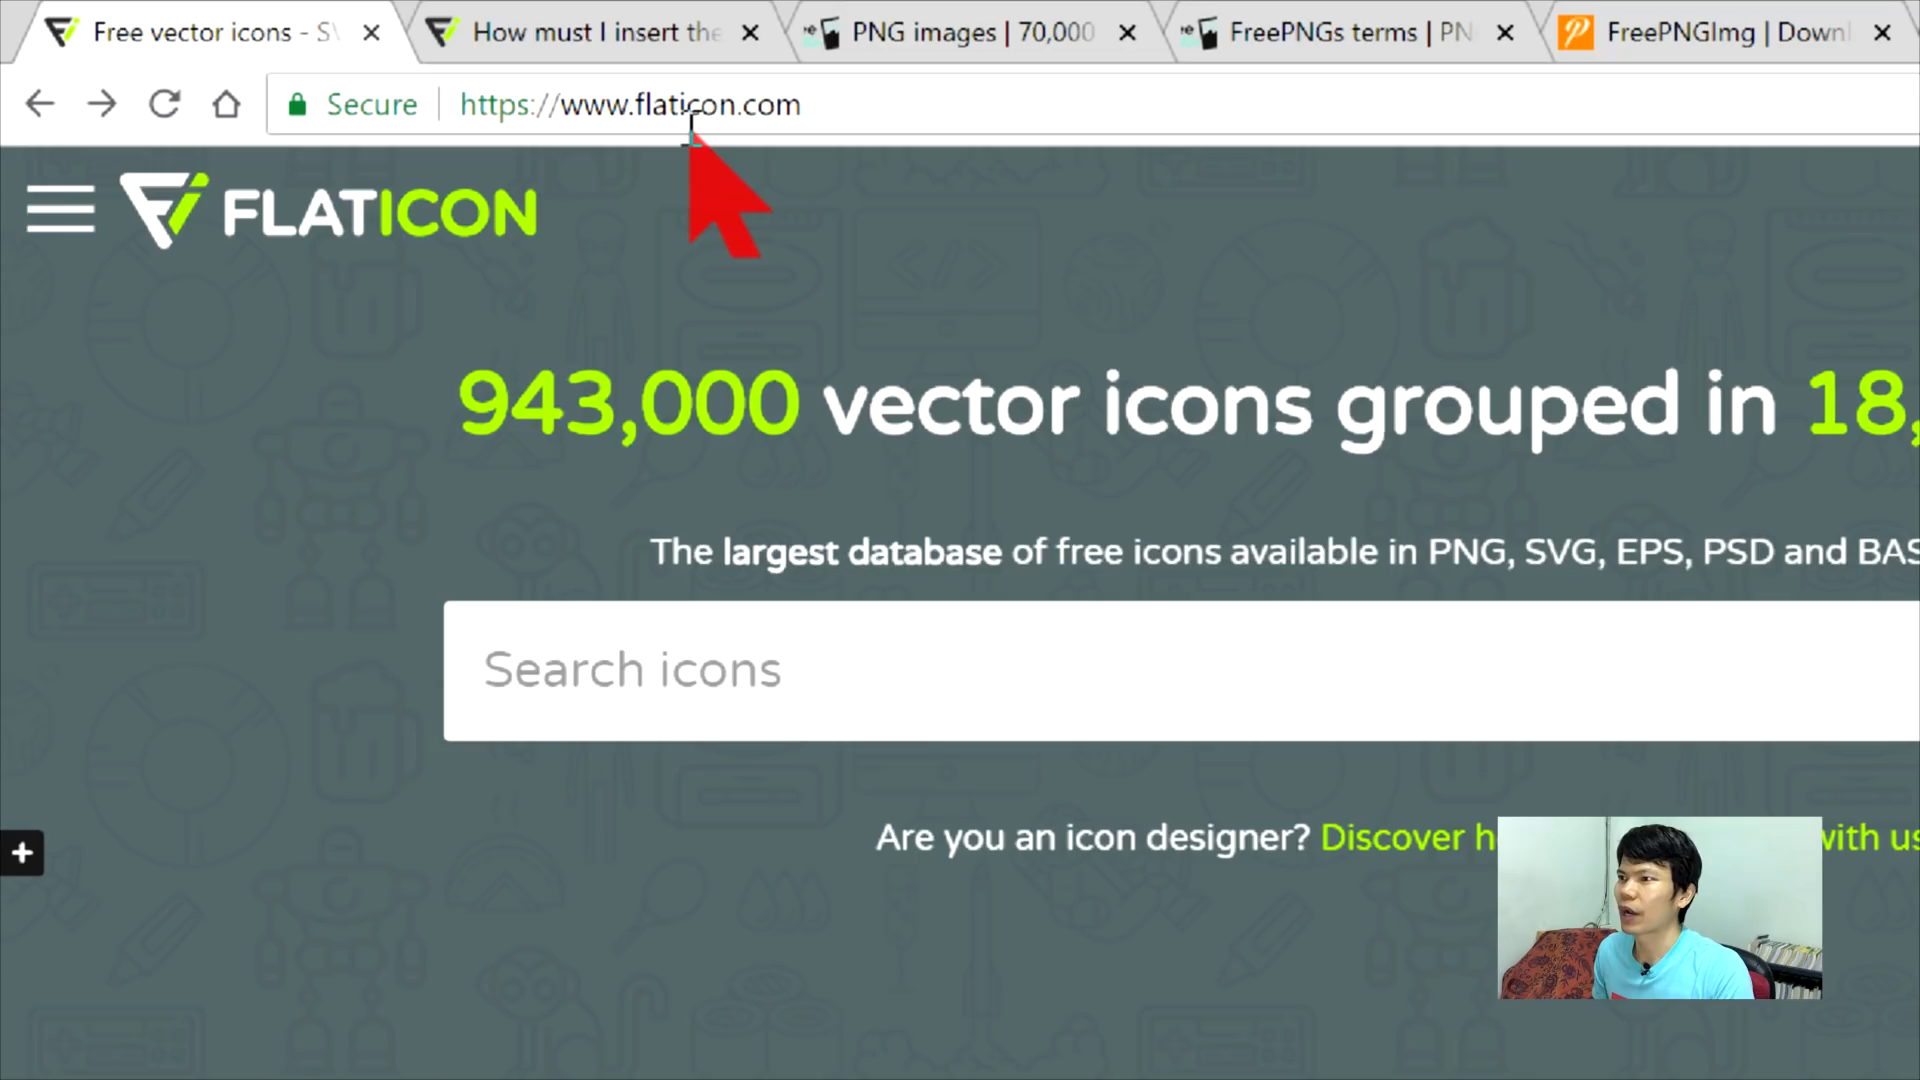 Free vector icons - SV
How must I insert the
PNG images | 70,000
FreePNGs terms | PN
FreePNGImg | Downl
Secure
https://www.flaticon.com
FLATICON
943,000 vector icons grouped in 18,
The largest database of free icons available in PNG, SVG, EPS, PSD and BAS
Search icons
Are you an icon designer? Discover h with us